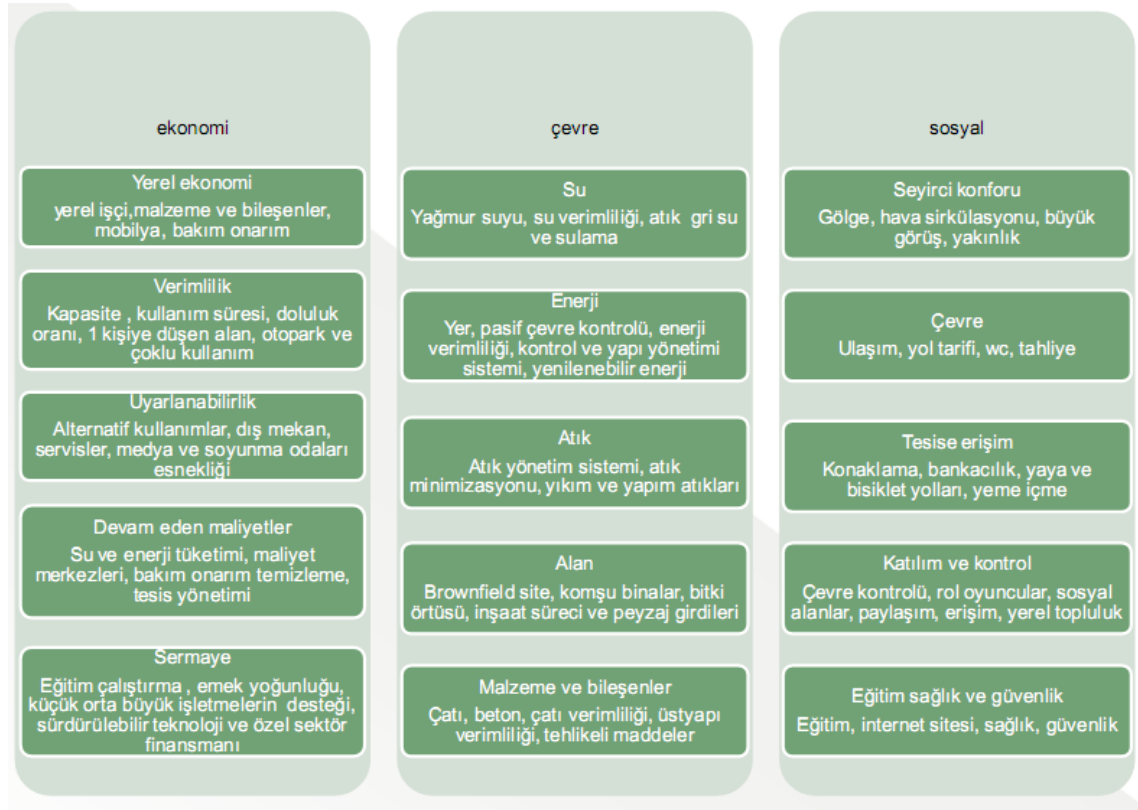 ekonomi
Yerel ekonomi
yerel işçi,malzeme ve bileşenler,
mobilya, bakım onarım
Verimlilik
Kapasite , kullanım süresi, doluluk
oranı, 1 kişiye düşen alan, otopark ve
çoklu kullanım
Uyarlanabilirlik
Alternatif kullanımlar, dış mekan,
servisler, medya ve soyunma odaları
esnekliği
Devam eden maliyetler
Su ve enerji tüketimi, maliyet
merkezleri, bakım onarım temizleme,
tesis yönetimi
Sermaye
Eğitim çalıştırma , emek yoğunluğu,
küçük orta büyük işletmelerin desteği,
sürdürülebilir teknoloji ve özel sektör
finansmanı
çevre
Su
Yağmur suyu, su verimliliği, atık gri su
ve sulama
Enerji
Yer, pasif çevre kontrolü, enerji
verimliliği, kontrol ve yapı yönetimi
sistemi, yenilenebilir enerji
Atık
Atık yönetim sistemi, atık
minimizasyonu, yıkım ve yapım atıkları
Alan
Brownfield site, komşu binalar, bitki
örtüsü, inşaat süreci ve peyzaj girdileri
Malzeme ve bileşenler
Çatı, beton, çatı verimliliği, üstyapı
verimliliği, tehlikeli maddeler
sosyal
Seyirci konforu
Gölge, hava sirkülasyonu, büyük
görüş, yakınlık
Çevre
Ulaşım, yol tarifi, wc, tahliye
Tesise erişim
Konaklama, bankacılık, yaya ve
bisiklet yolları, yeme içme
Katılım ve kontrol
Çevre kontrolü, rol oyuncular, sosyal
alanlar, paylaşım, erişim, yerel topluluk
Eğitim sağlık ve güvenlik
Eğitim, internet sitesi, sağlık, güvenlik